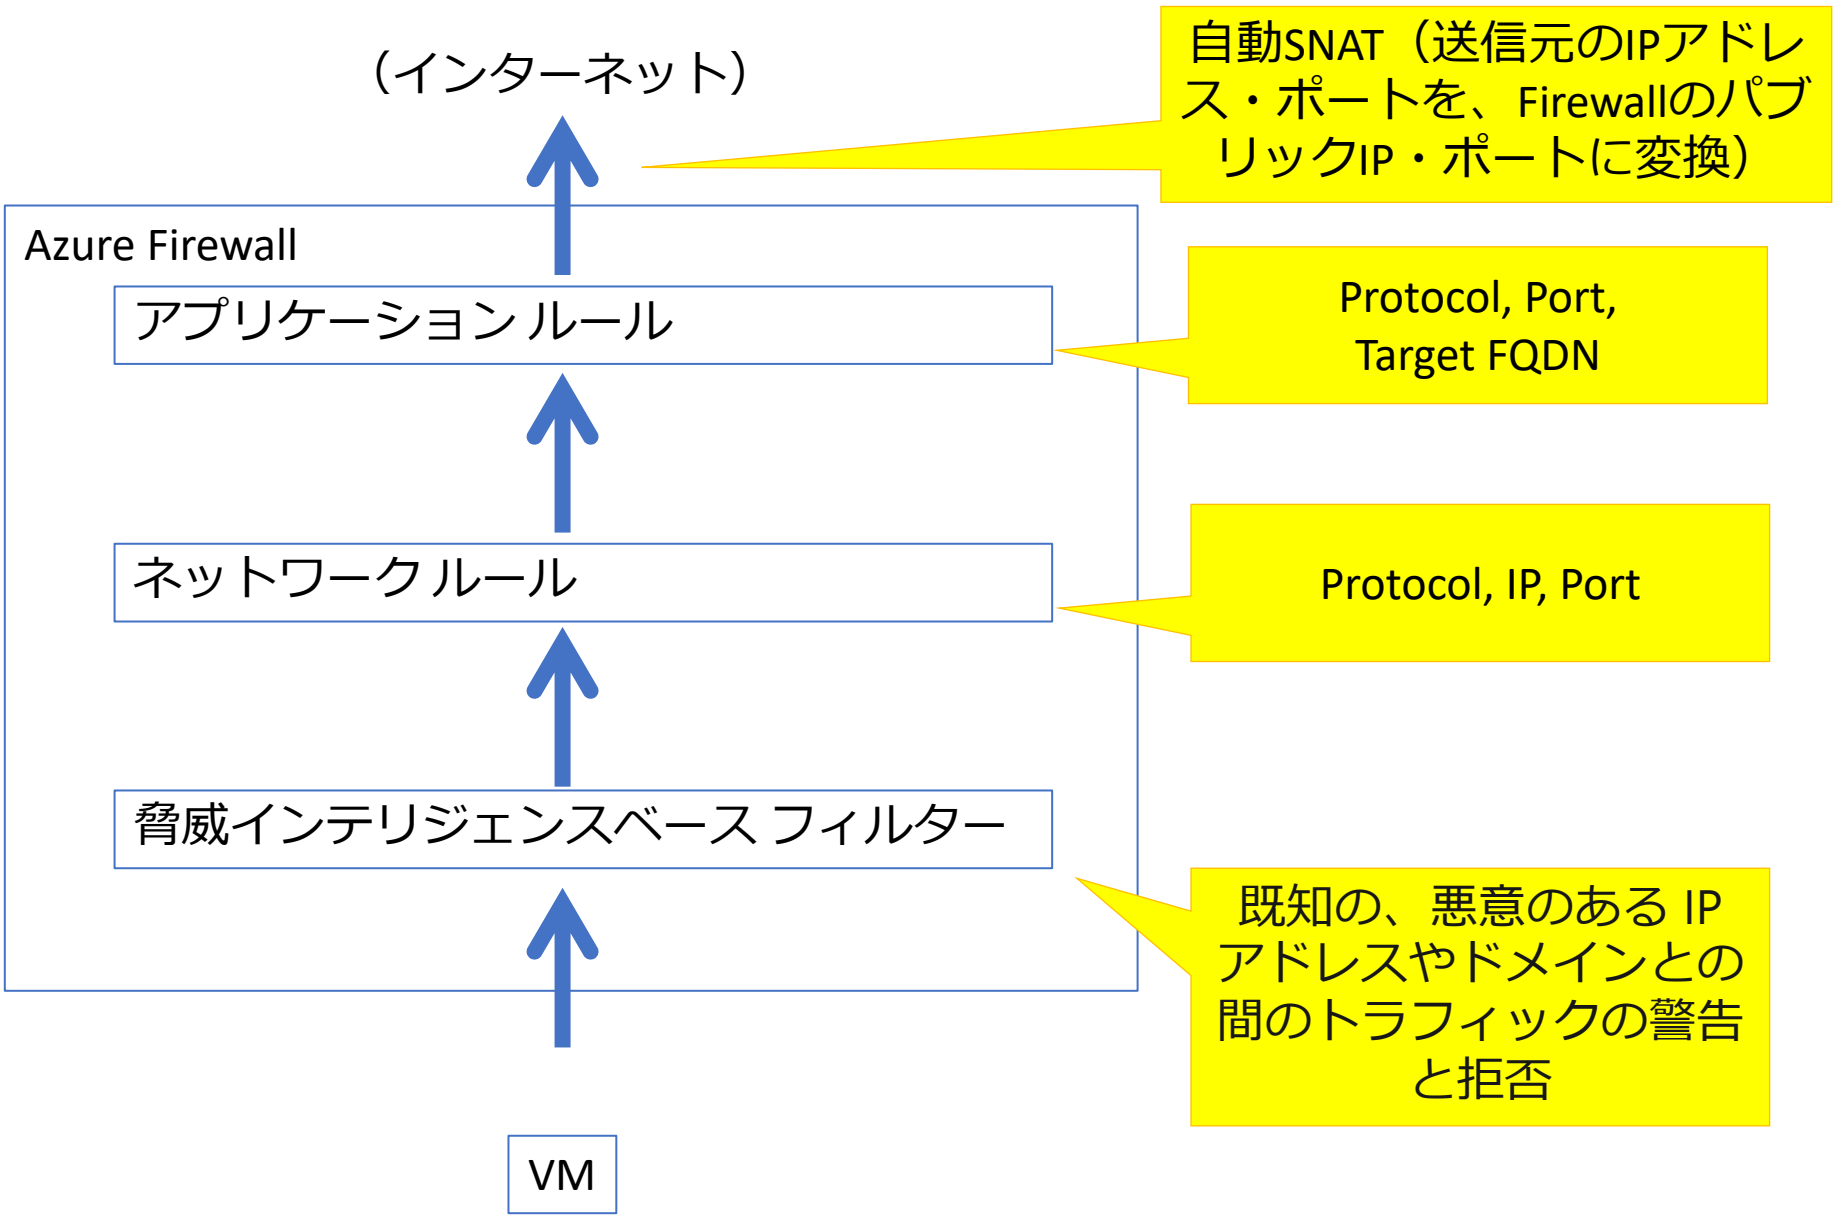 （インターネット）
自動SNAT（送信元のIPアドレ
ス・ポートを、Firewallのパブ
リックIP・ポートに変換）
Azure Firewall
アプリケーション ルール
Protocol, Port,
Target FQDN
ネットワーク ルール
Protocol, IP, Port
脅威インテリジェンスベース フィルター
既知の、悪意のある IP
アドレスやドメインとの
間のトラフィックの警告
と拒否
VM